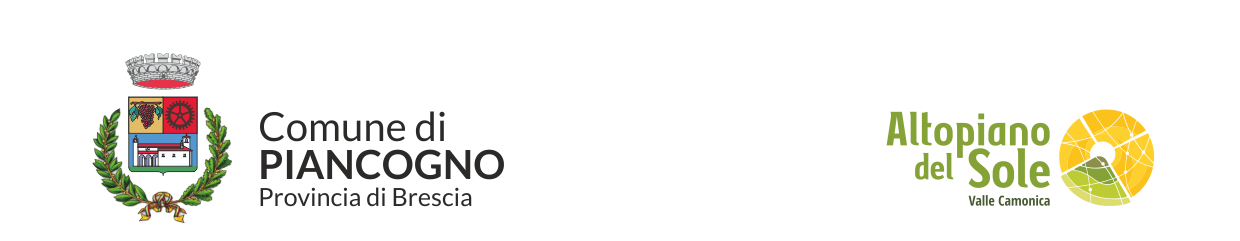 Comune di
PIANCOGNO
Provincia di Brescia
Altopiano
del Sole
Valle Camonica